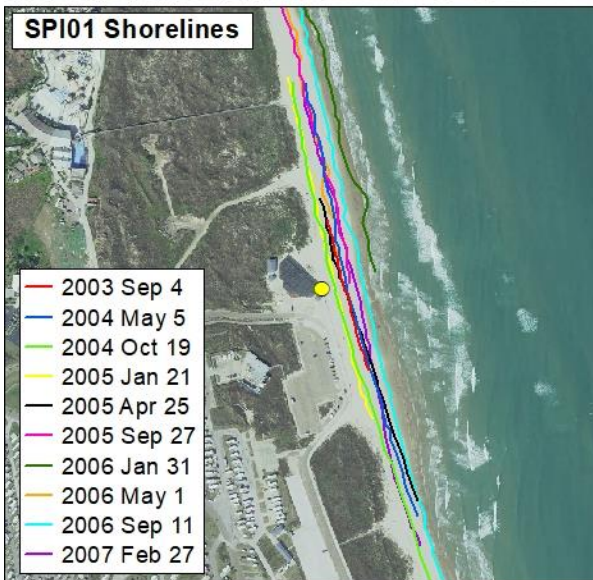 SPI01 Shorelines
2003 Sep 4
2004 May 5
2004 Oct 19
2005 Jan 21
2005 Apr 25
2005 Sep 27
2006 Jan 31
2006 May 1
2006 Sep 11
2007 Feb 27